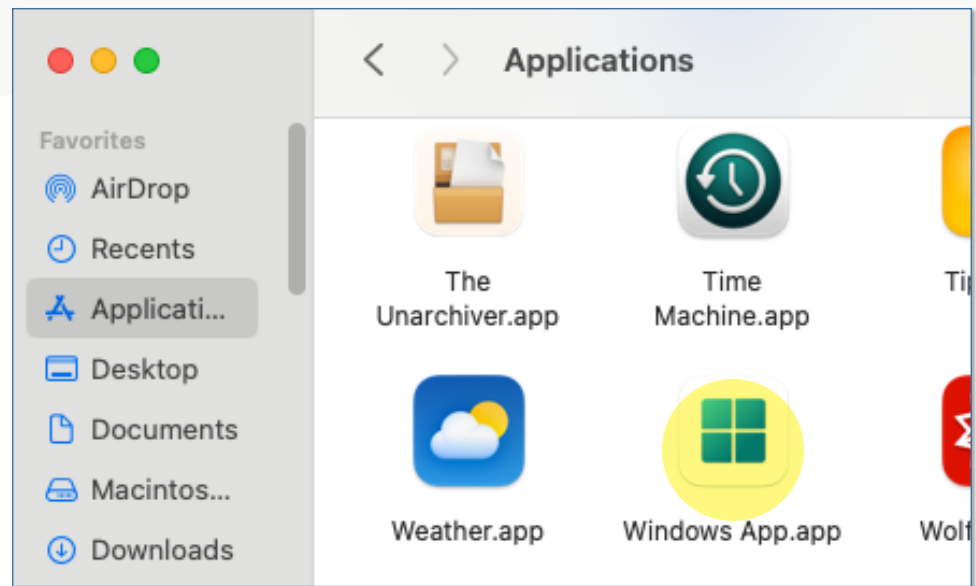 Applications
Favorites
AirDrop
Recents
Applicati...
Desktop
Documents
Macintos...
Downloads
The
Unarchiver.app
Time
Machine.app
Weather.app
Windows App.app